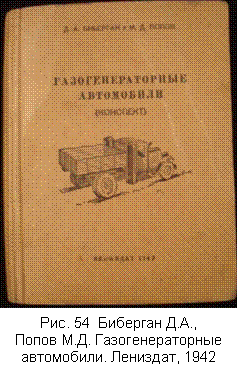 Д. А. БИБЕРГАН и М. Д. ПОПОВ
ГАЗОГЕНЕРАТОРНЫЕ
АВТОМОБИЛИ
(КОНСПЕКТ)
ЛЕНИЗДАТ 1942
Рис. 54 Биберган Д.А.,
Попов М.Д. Газогенераторные
автомобили. Лениздат, 1942